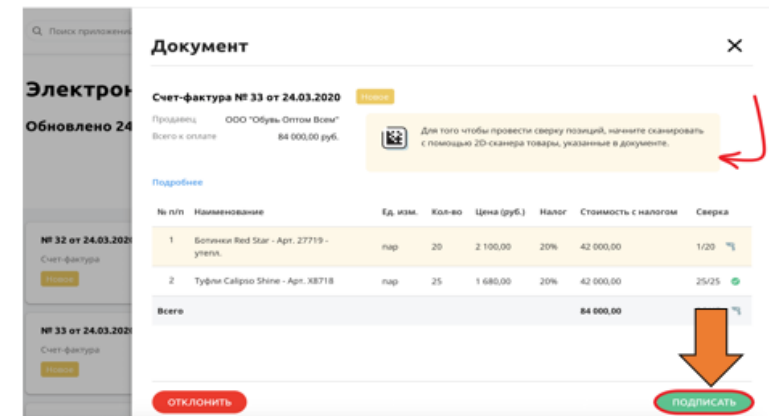 Поиск приложений
Документ
Электрон
Обновлено 24
Счет-фактура № 33 от 24.03.2020
Новое
Продавец ООО "Обувь Оптом Всем"
Всего к оплате 84 000,00 руб.
Для того чтобы провести сверку позиций, начните сканировать
с помощью 2D-сканера товары, указанные в документе.
Подробнее
№ п/п Наименование Ед. изм. Кол-во Цена (руб.) Налог Стоимость с налогом Сверка
1 Ботинки Red Star - Арт. 27719 - утепл. пар 20 2 100,00 20% 42 000,00 1/20
2 Туфли Calipso Shine - Арт. X8718 пар 25 1 680,00 20% 42 000,00 25/25
Всего 84 000,00
№ 32 от 24.03.202
Счет-фактура
Новое
№ 33 от 24.03.202
Счет-фактура
Новое
ОТКЛОНИТЬ
ПОДПИСАТЬ